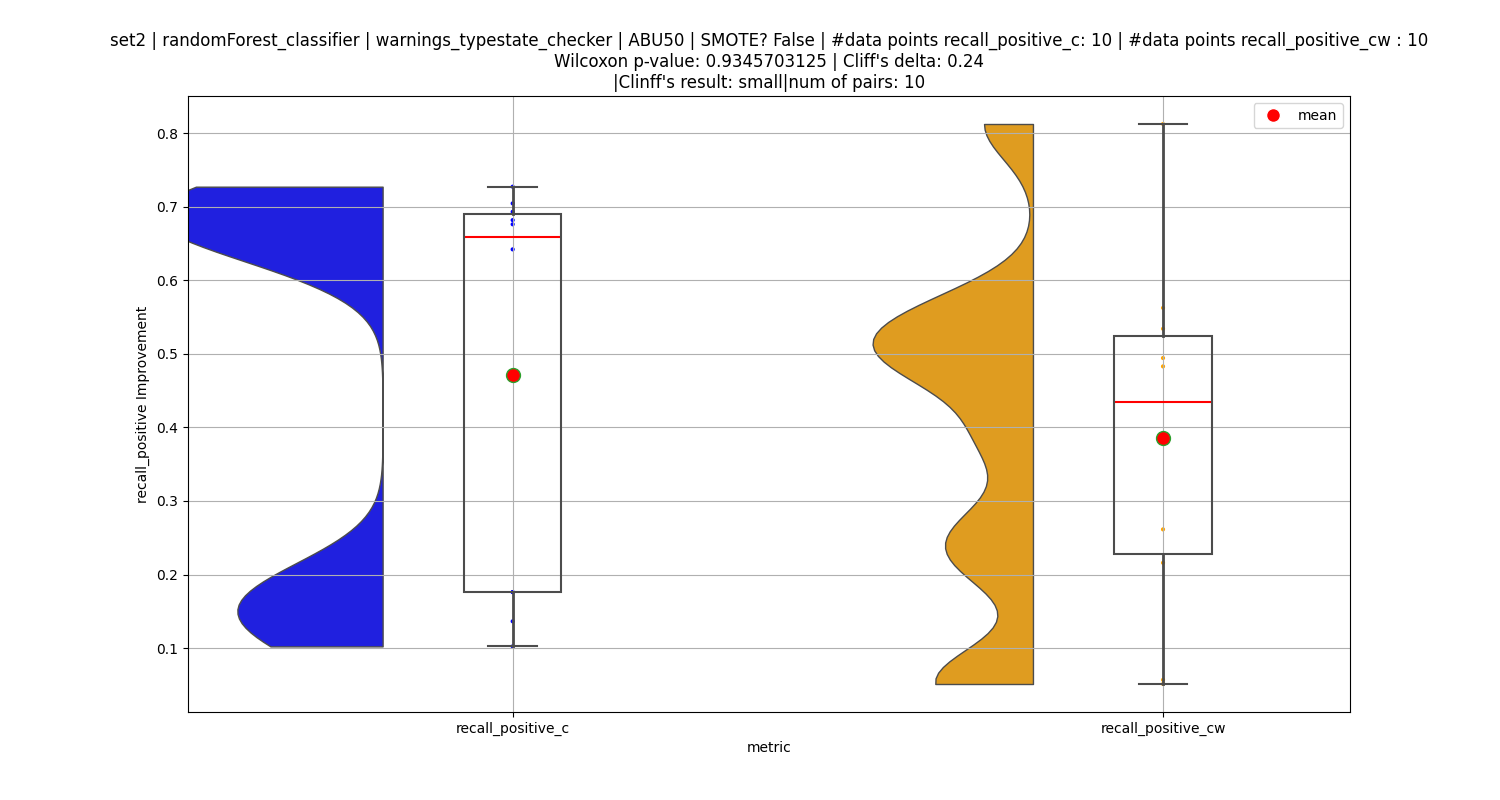 set2 | randomForest_classifier | warnings_typestate_checker | ABU50 | SMOTE? False | #data points recall_positive_c: 10 | #data points recall_positive_cw : 10
Wilcoxon p-value: 0.9345703125 | Cliff's delta: 0.24
|Clinff's result: small|num of pairs: 10
mean
0.8
0.7
0.6
0.5
0.4
0.3
0.2
0.1
recall_positive Improvement
recall_positive_c
recall_positive_cw
metric